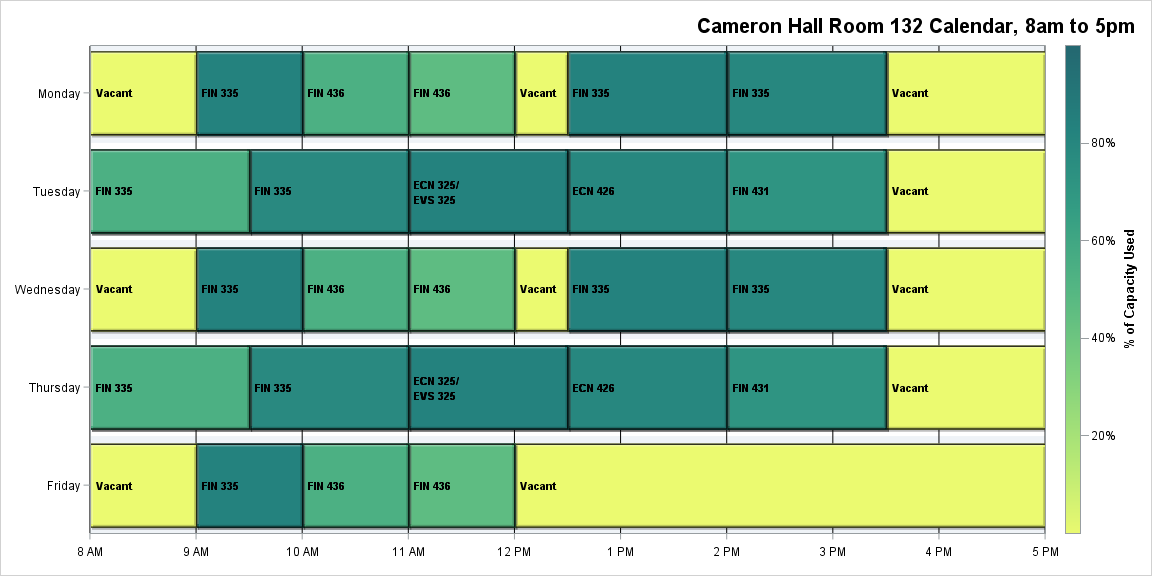 Cameron Hall Room 132 Calendar, 8am to 5pm
Monday
Vacant
FIN 335
FIN 436
FIN 436
Vacant
FIN 335
FIN 335
Vacant
Tuesday
FIN 335
FIN 335
ECN 325/
EVS 325
ECN 426
FIN 431
Vacant
Wednesday
Vacant
FIN 335
FIN 436
FIN 436
Vacant
FIN 335
FIN 335
Vacant
Thursday
FIN 335
FIN 335
ECN 325/
EVS 325
ECN 426
FIN 431
Vacant
Friday
Vacant
FIN 335
FIN 436
FIN 436
Vacant
8 AM
9 AM
10 AM
11 AM
12 PM
1 PM
2 PM
3 PM
4 PM
5 PM
80%
60%
40%
20%
% of Capacity Used